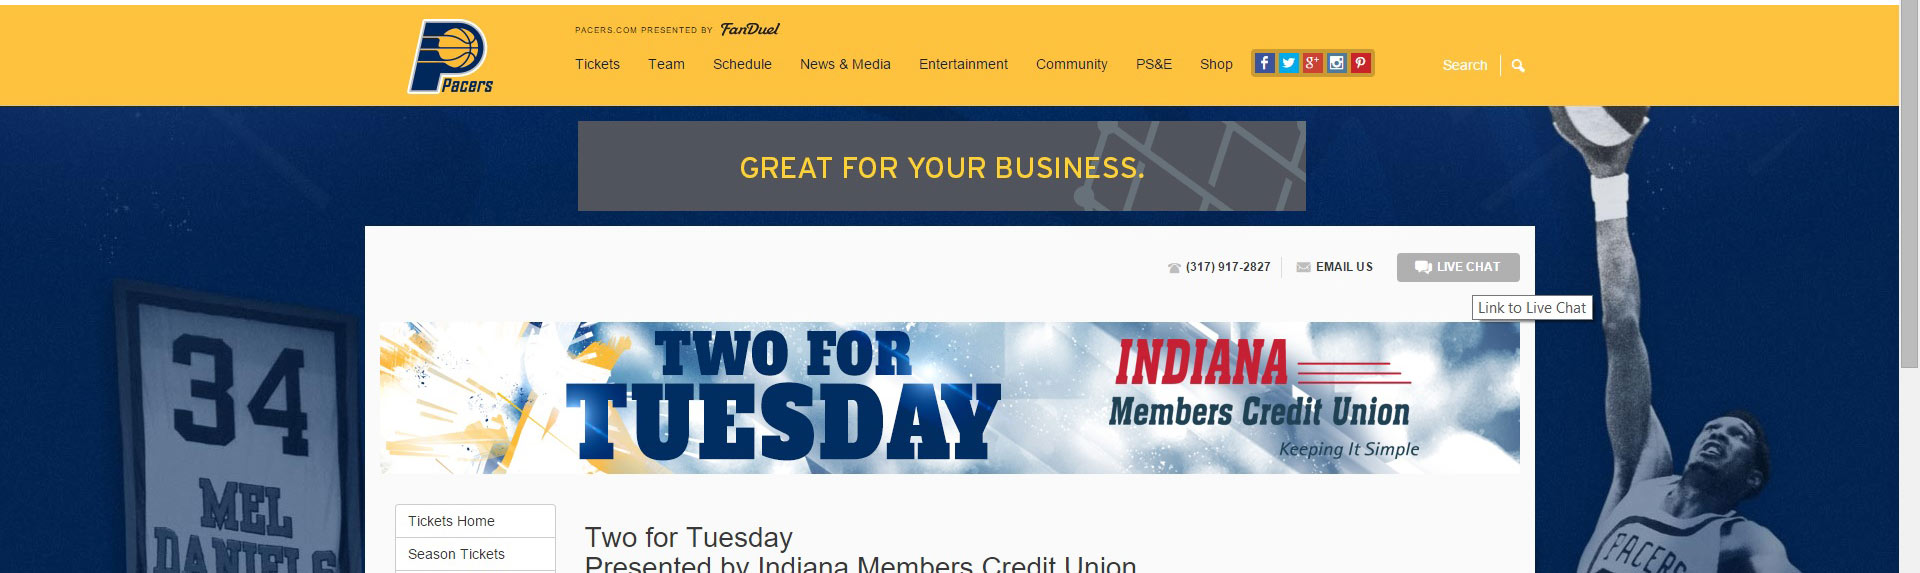 PACERS.COM PRESENTED BY FanDuel
Pacers
Tickets Team Schedule News & Media Entertainment Community PS&E Shop
Search
GREAT FOR YOUR BUSINESS.
(317) 917-2827 EMAIL US LIVE CHAT
Link to Live Chat
TWO FOR
TUESDAY
INDIANA
Members Credit Union
Keeping It Simple
34
MEL
DANIELS
Tickets Home
Season Tickets
Two for Tuesday
Presented by Indiana Members Credit Union
PACERS